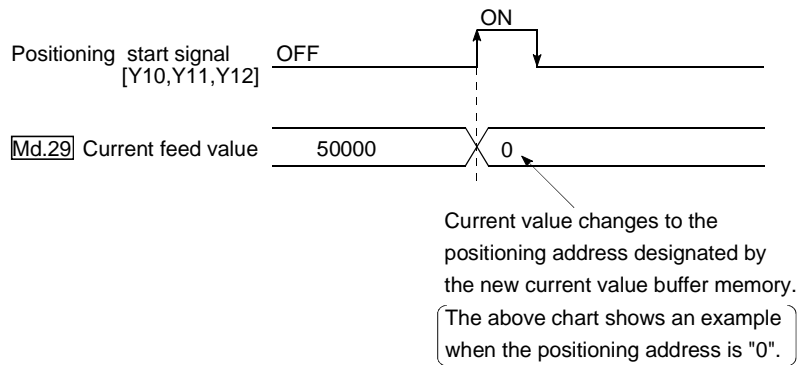 ON
Positioning start signal OFF
[Y10,Y11,Y12]
Md.29 Current feed value 50000 0
Current value changes to the
positioning address designated by
the new current value buffer memory.
The above chart shows an example
when the positioning address is "0".